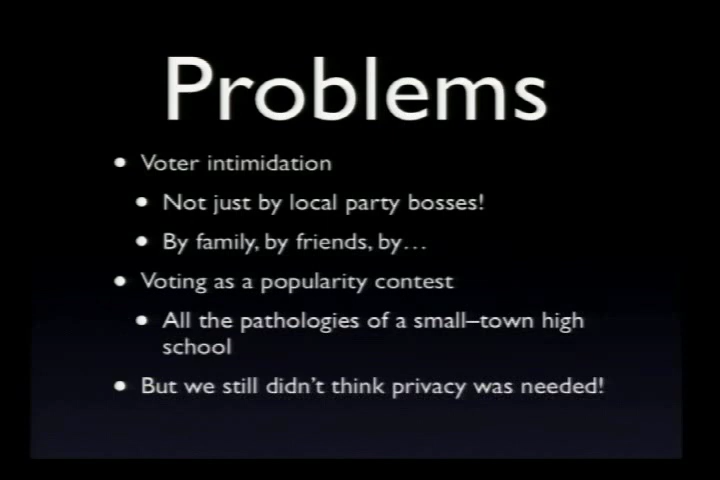 Problems
• Voter intimidation
• Not just by local party bosses!
• By family, by friends, by…
• Voting as a popularity contest
• All the pathologies of a small–town high
school
• But we still didn't think privacy was needed!